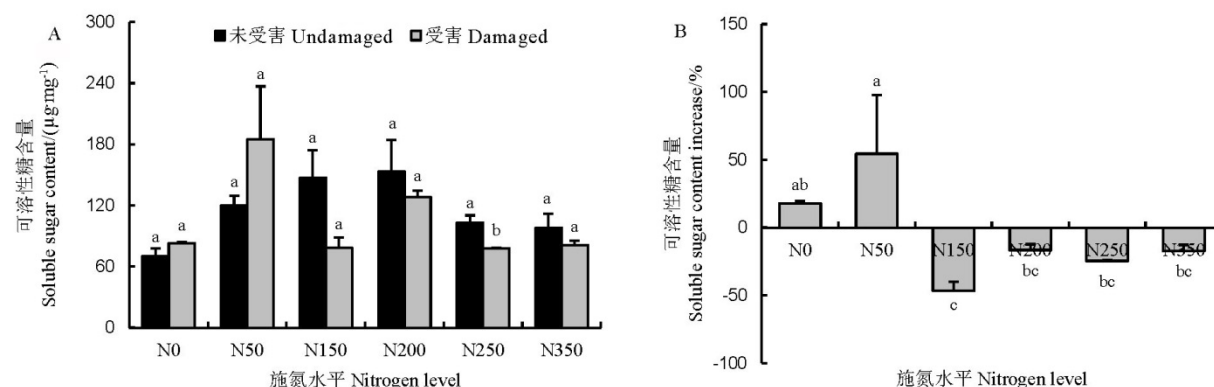 A
未受害 Undamaged
受害 Damaged
可溶性糖含量
Soluble sugar content/(μg·mg⁻¹)
300
240
180
120
60
0
a
a
a
a
a
a
a
a
a
b
a
a
N0
N50
N150
N200
N250
N350
施氮水平 Nitrogen level
B
可溶性糖含量
Soluble sugar content increase/%
150
100
50
0
-50
-100
ab
a
c
bc
bc
bc
N0
N50
N150
N200
N250
N350
施氮水平 Nitrogen level